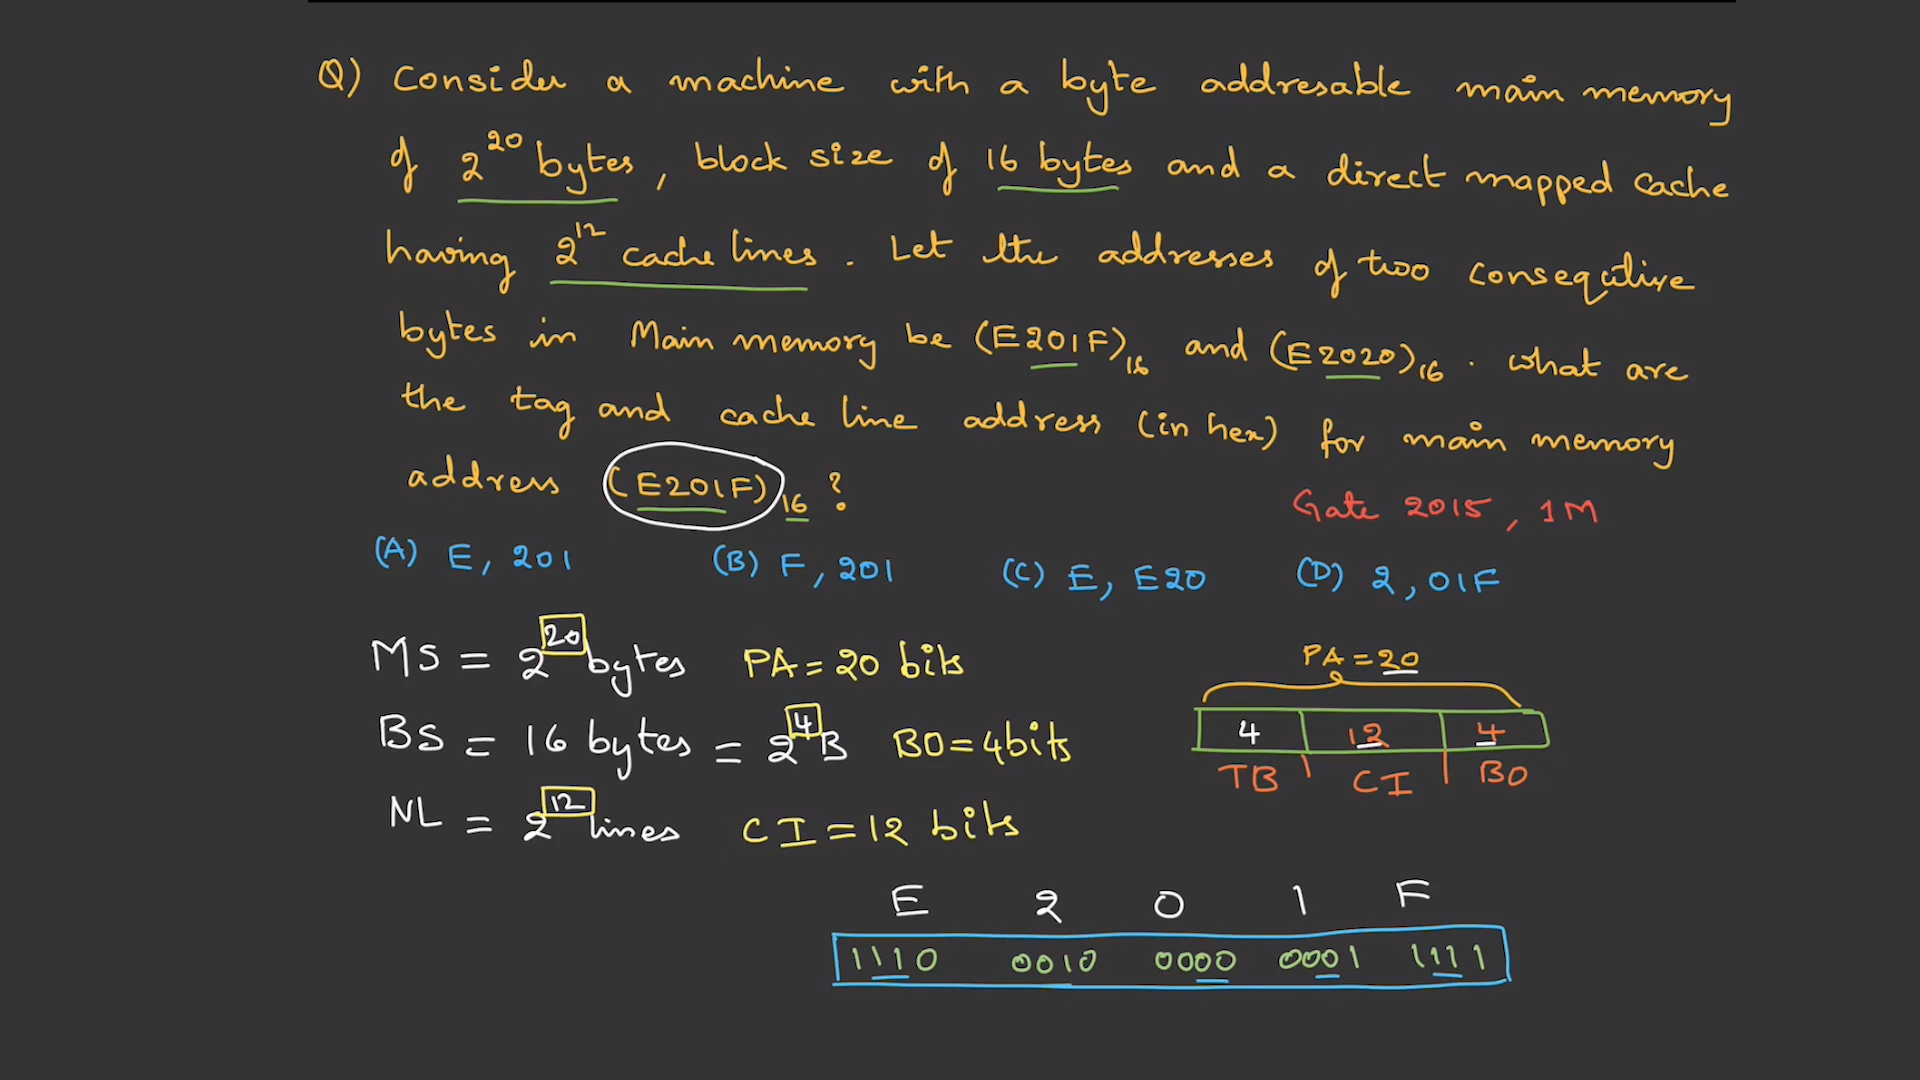 Q) Consider a machine with a byte addresable main memory
of 2^20 bytes, block size of 16 bytes and a direct mapped cache
having 2^12 cache lines. Let the addresses of two consequtive
bytes in Main memory be (E201F)16 and (E2020)16. what are
the tag and cache line address (in hex) for main memory
address (E201F)16 ?
Gate 2015, 1M
(A) E, 201 (B) F, 201 (C) E, E20 (D) 2, 01F
MS = 2^20 bytes PA = 20 bits
BS = 16 bytes = 2^4 B BO = 4bits
NL = 2^12 lines CI = 12 bits
PA = 20
4 12 4
TB CI BO
E 2 0 1 F
1110 0010 0000 0001 1111